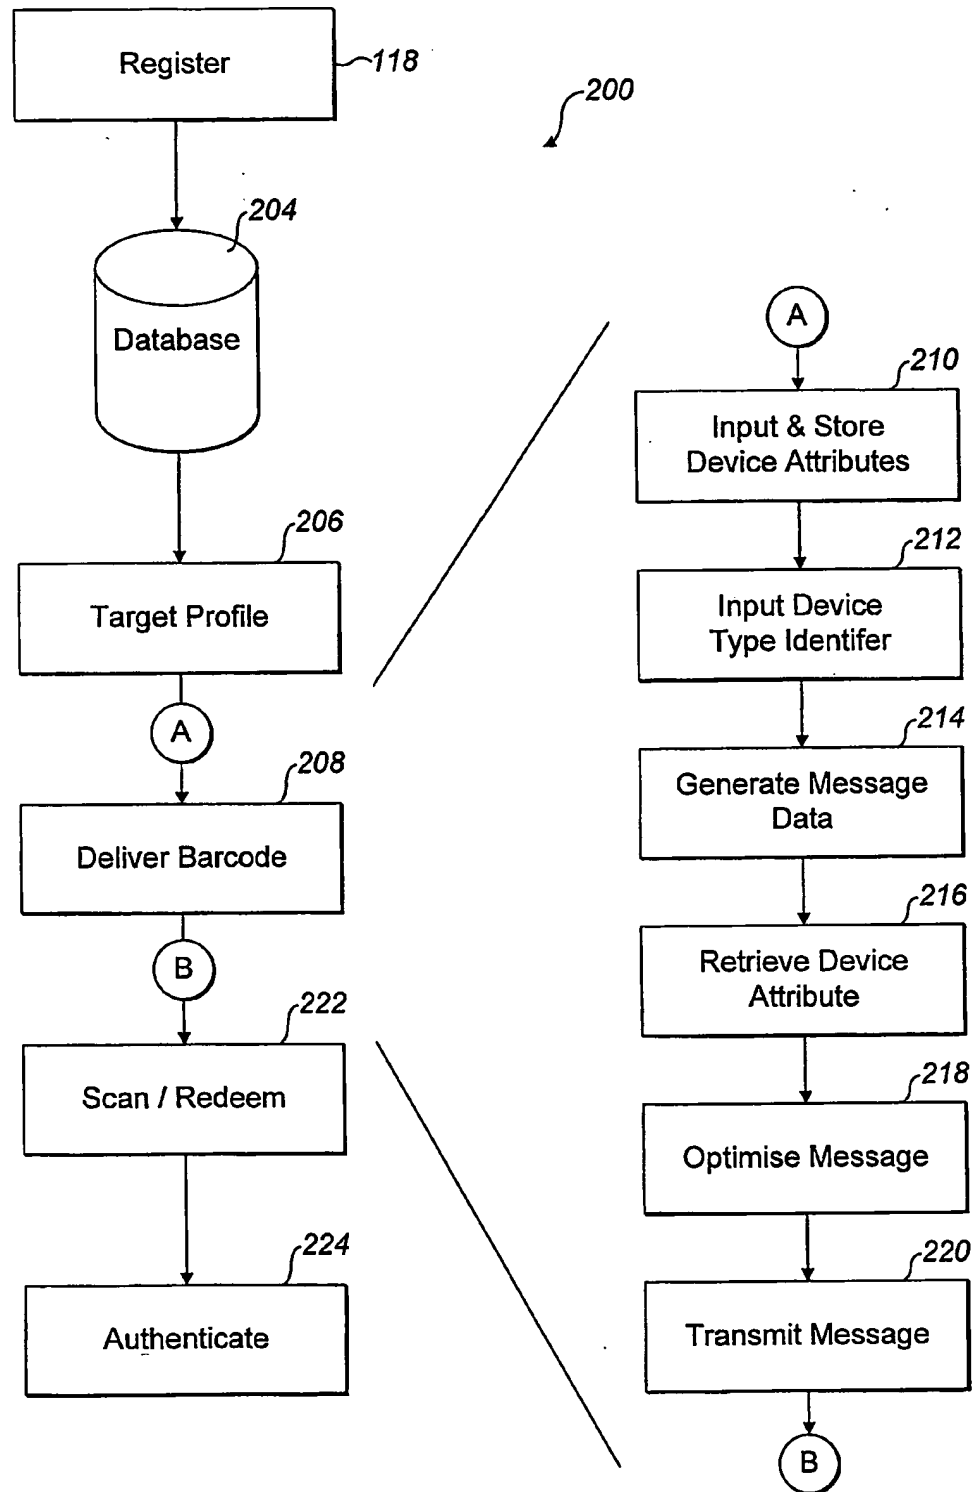 Register
118
200
204
Database
206
Target Profile
A
208
Deliver Barcode
B
222
Scan / Redeem
224
Authenticate
A
210
Input & Store
Device Attributes
212
Input Device
Type Identifer
214
Generate Message
Data
216
Retrieve Device
Attribute
218
Optimise Message
220
Transmit Message
B